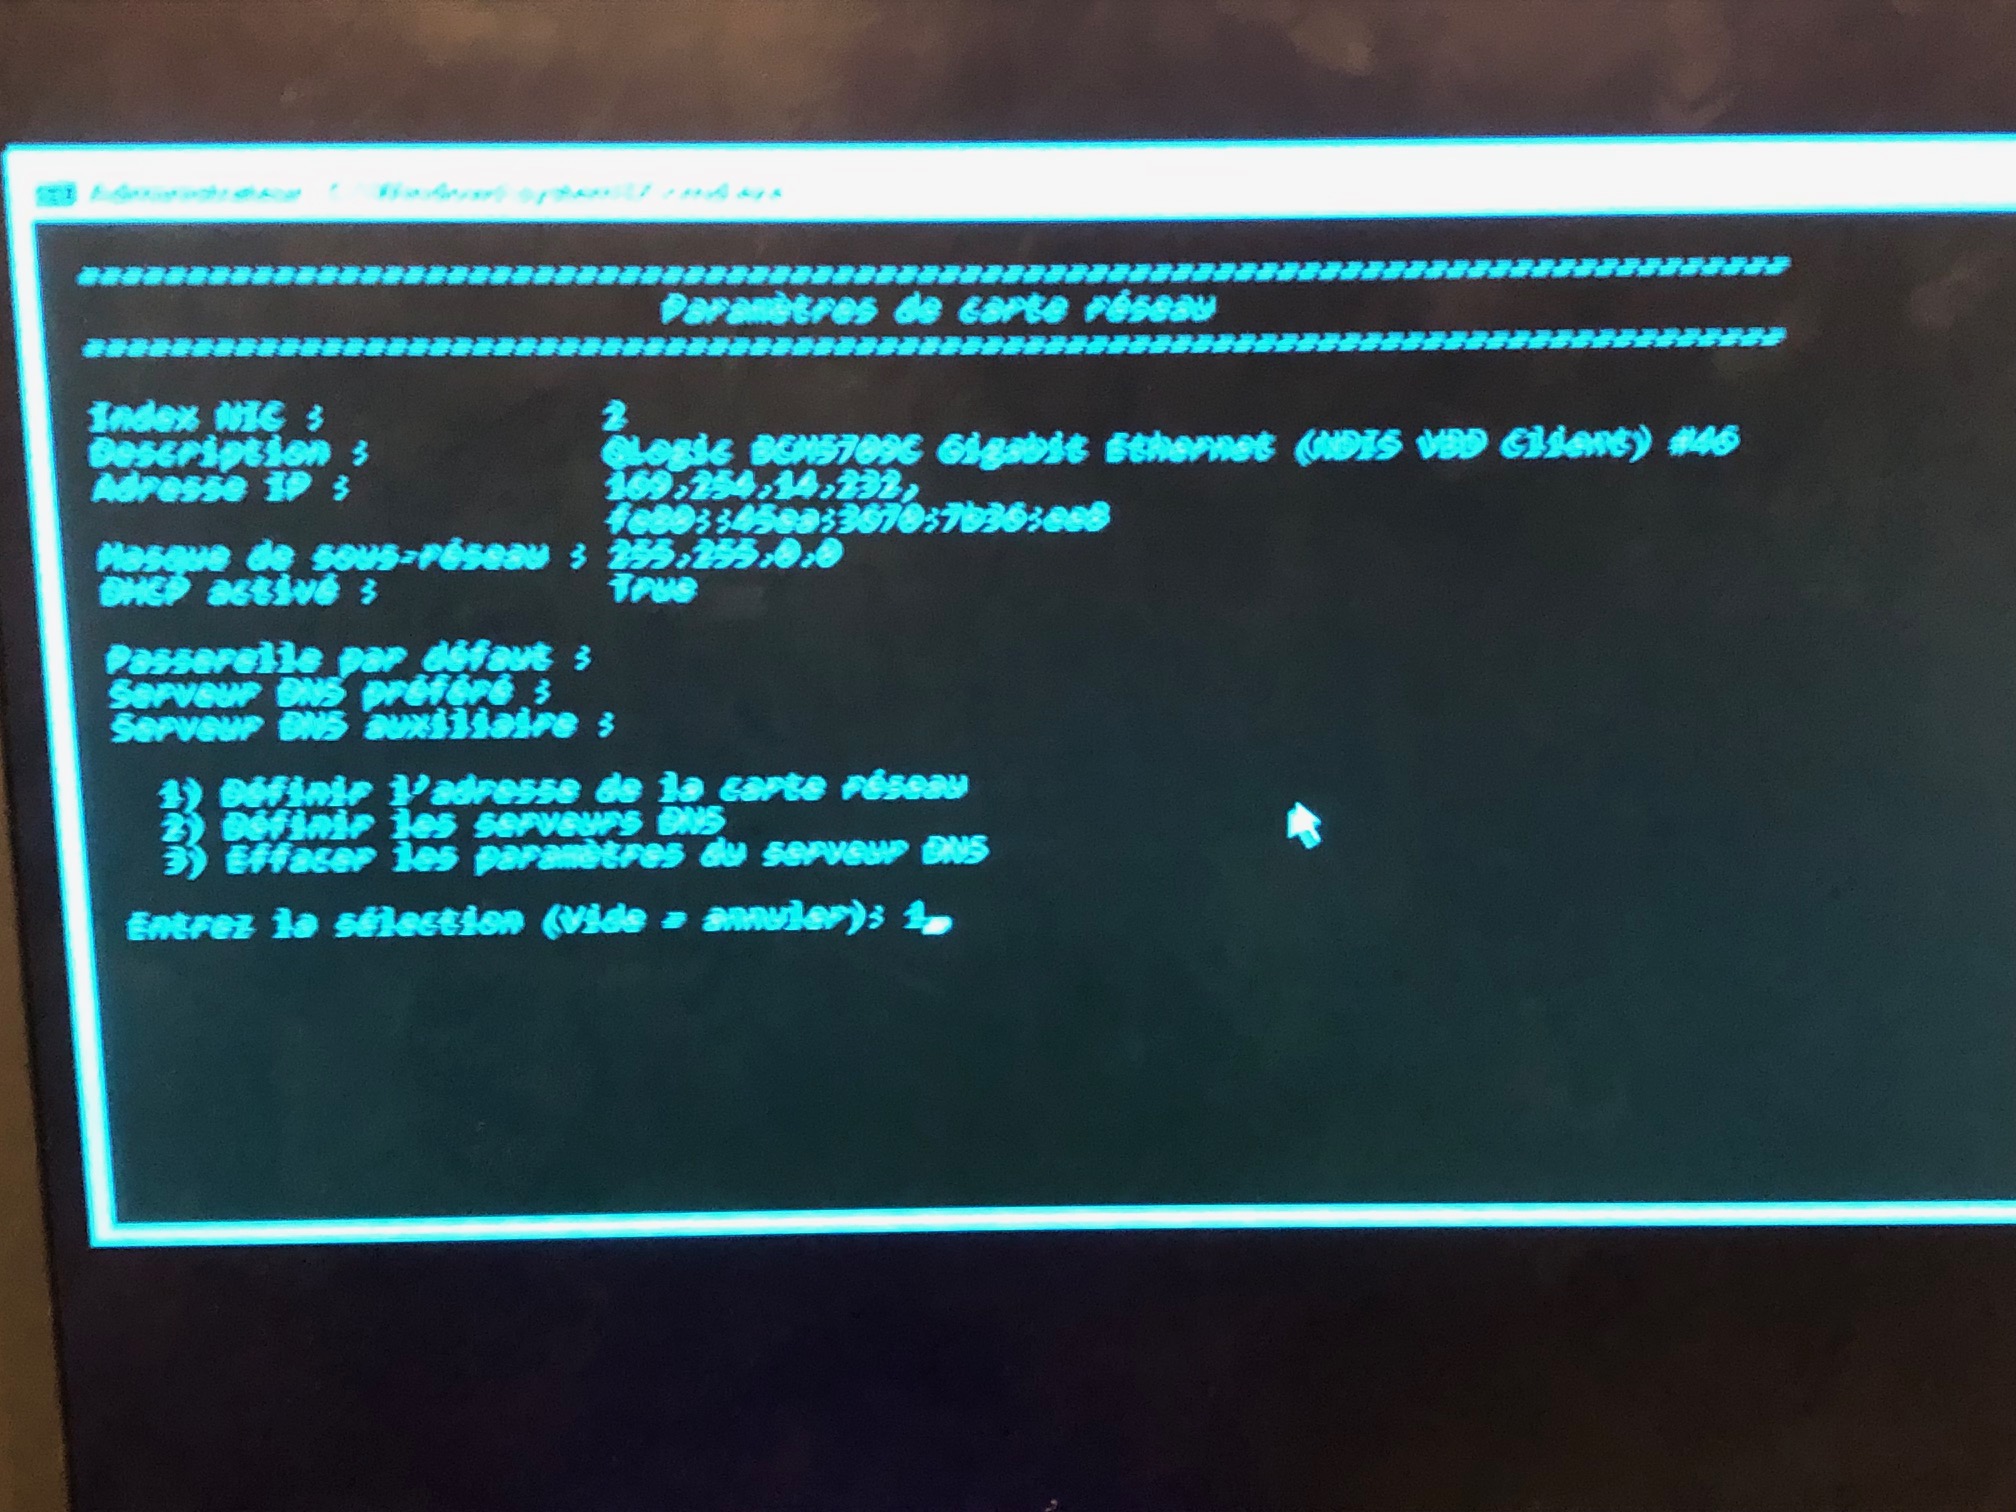 Administrateur : C:\Windows\system32\cmd.exe
Paramètres de carte réseau
Index NIC : 2
Description : QLogic BCM5709C Gigabit Ethernet (NDIS VBD Client) #46
Adresse IP : 169.254.14.232,
fe80::45ea:3670:7b36:ee8
Masque de sous-réseau : 255.255.0.0
DHCP activé : True
Passerelle par défaut :
Serveur DNS préféré :
Serveur DNS auxiliaire :
1) Définir l'adresse de la carte réseau
2) Définir les serveurs DNS
3) Effacer les paramètres du serveur DNS
Entrez la sélection (Vide = annuler): 1